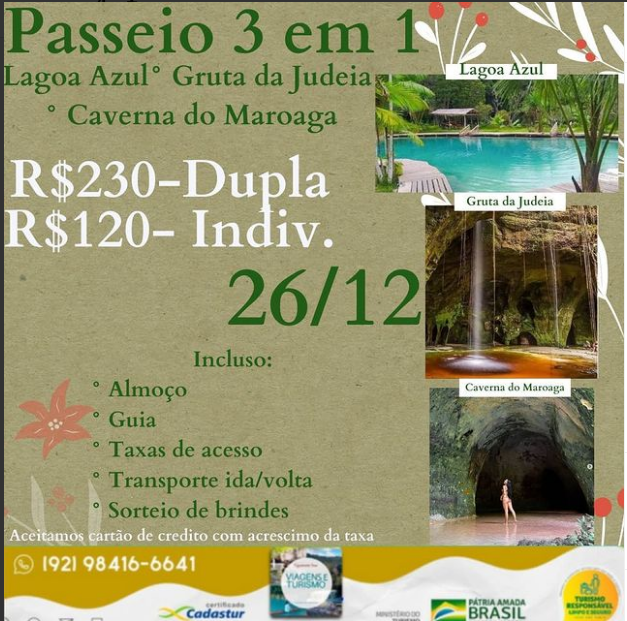 Passeio 3 em 1
Lagoa Azul° Gruta da Judeia
° Caverna do Maroaga
Lagoa Azul
R$230-Dupla
R$120- Indiv.
Gruta da Judeia
26/12
Incluso:
Caverna do Maroaga
° Almoço
° Guia
° Taxas de acesso
° Transporte ida/volta
° Sorteio de brindes
Aceitamos cartão de credito com acrescimo da taxa
(92) 98416-6641
VIAGENS E
TURISMO
certificado
Cadastur
MINISTÉRIO DO
TURISMO
PÁTRIA AMADA
BRASIL
TURISMO
RESPONSÁVEL
LIMPO E SEGURO